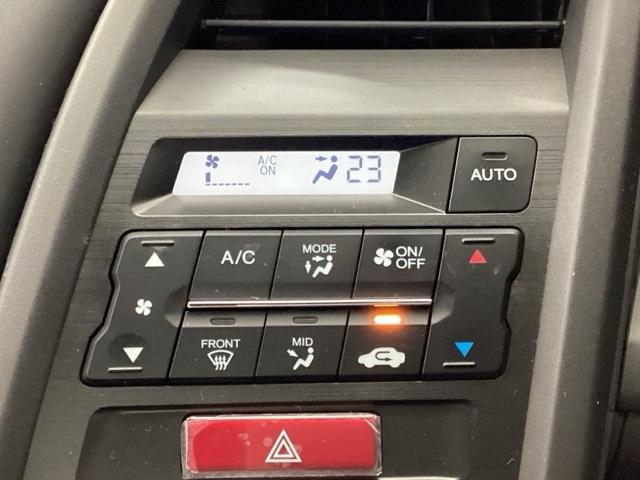 A/C
ON
23
AUTO
A/C
MODE
ON/
OFF
FRONT
MID